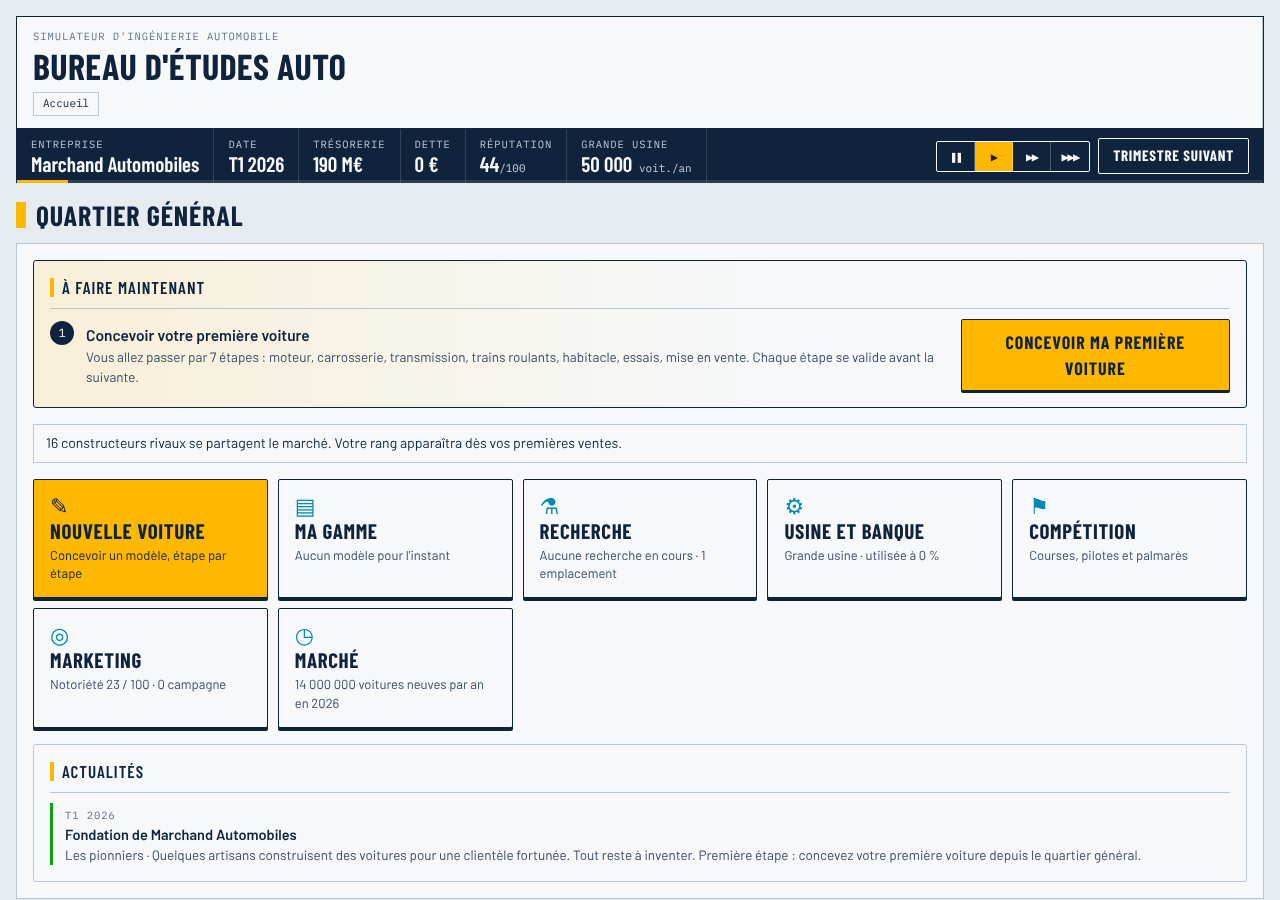 SIMULATEUR D'INGÉNIERIE AUTOMOBILE
BUREAU D'ÉTUDES AUTO
Accueil
ENTREPRISE
Marchand Automobiles
DATE
T1 2026
TRÉSORERIE
190 M€
DETTE
0 €
RÉPUTATION
44/100
GRANDE USINE
50 000 voit./an
TRIMESTRE SUIVANT
QUARTIER GÉNÉRAL
À FAIRE MAINTENANT
1
Concevoir votre première voiture
Vous allez passer par 7 étapes : moteur, carrosserie, transmission, trains roulants, habitacle, essais, mise en vente. Chaque étape se valide avant la
suivante.
CONCEVOIR MA PREMIÈRE
VOITURE
16 constructeurs rivaux se partagent le marché. Votre rang apparaîtra dès vos premières ventes.
NOUVELLE VOITURE
Concevoir un modèle, étape par
étape
MA GAMME
Aucun modèle pour l'instant
RECHERCHE
Aucune recherche en cours · 1
emplacement
USINE ET BANQUE
Grande usine · utilisée à 0 %
COMPÉTITION
Courses, pilotes et palmarès
MARKETING
Notoriété 23 / 100 · 0 campagne
MARCHÉ
14 000 000 voitures neuves par an
en 2026
ACTUALITÉS
T1 2026
Fondation de Marchand Automobiles
Les pionniers · Quelques artisans construisent des voitures pour une clientèle fortunée. Tout reste à inventer. Première étape : concevez votre première voiture depuis le quartier général.